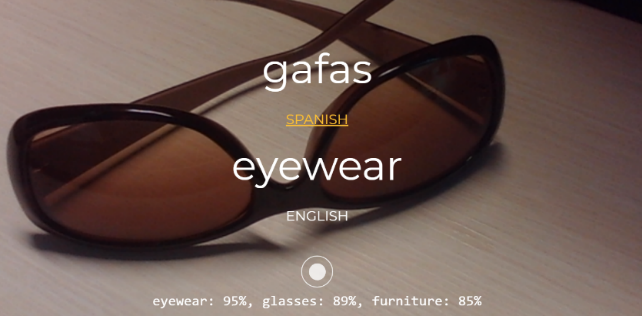 gafas
SPANISH
eyewear
ENGLISH
eyewear: 95%, glasses: 89%, furniture: 85%